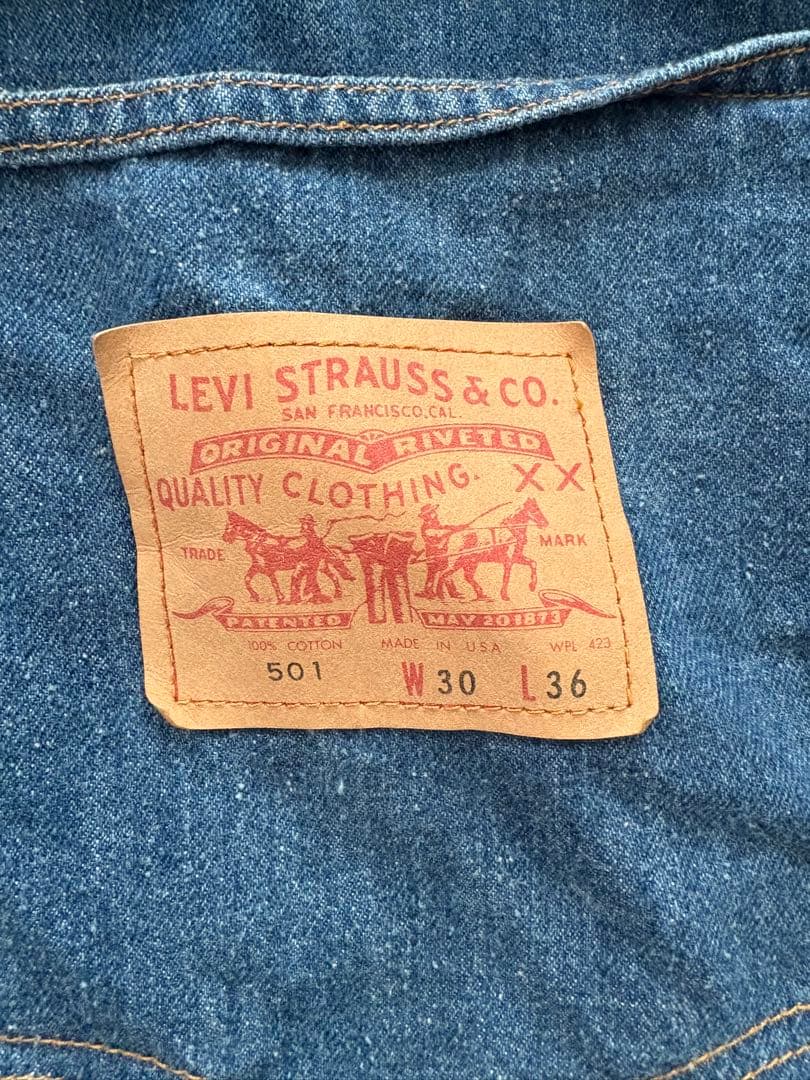 LEVI STRAUSS & CO.
SAN FRANCISCO, CAL.
ORIGINAL RIVETED
QUALITY CLOTHING. XX
TRADE MARK
PATENTED MAY 20 1873
100% COTTON MADE IN U.S.A WPL 423
501 W 30 L 36